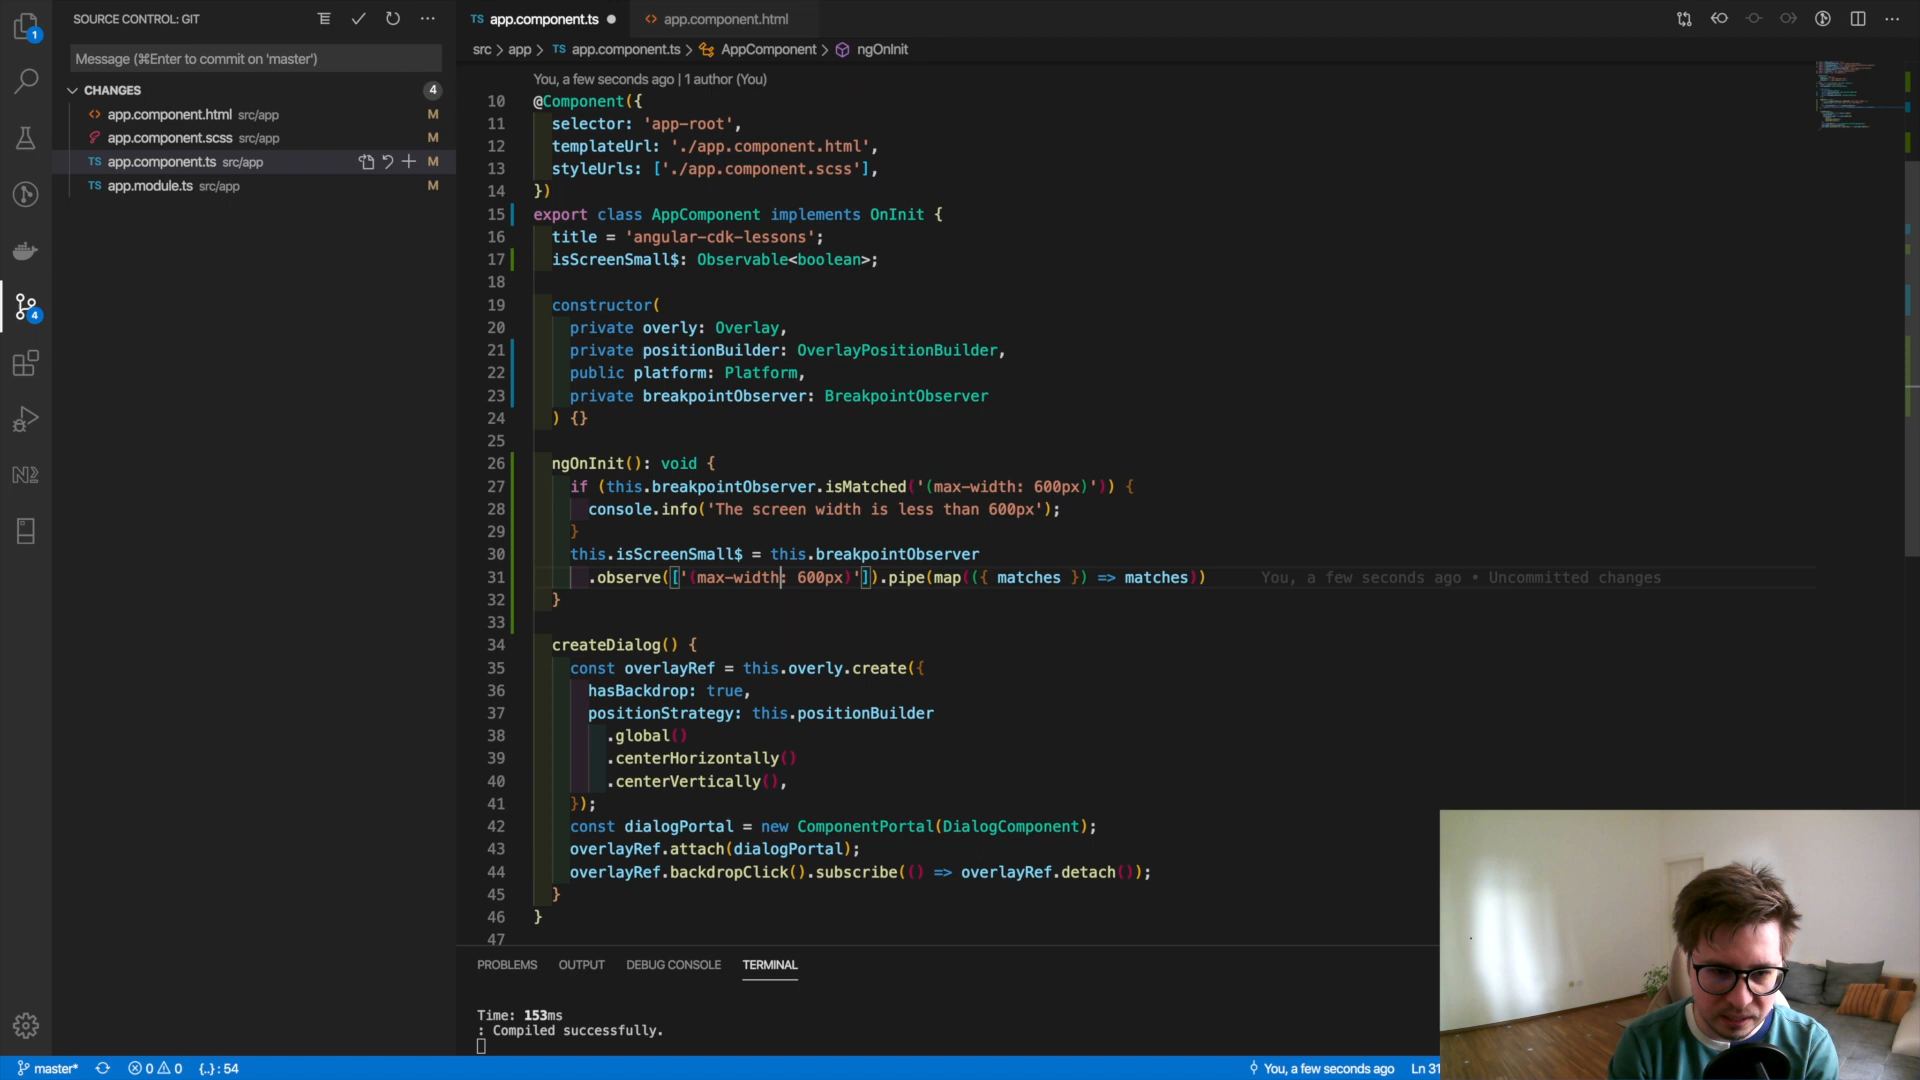 SOURCE CONTROL: GIT
TS app.component.ts
<> app.component.html
Message (⌘Enter to commit on 'master')
src > app > TS app.component.ts > AppComponent > ngOnInit
CHANGES 4
<> app.component.html src/app M
app.component.scss src/app M
TS app.component.ts src/app M
TS app.module.ts src/app M
1
4
You, a few seconds ago | 1 author (You)
10 @Component({
11 selector: 'app-root',
12 templateUrl: './app.component.html',
13 styleUrls: ['./app.component.scss'],
14 })
15 export class AppComponent implements OnInit {
16 title = 'angular-cdk-lessons';
17 isScreenSmall$: Observable<boolean>;
18
19 constructor(
20 private overly: Overlay,
21 private positionBuilder: OverlayPositionBuilder,
22 public platform: Platform,
23 private breakpointObserver: BreakpointObserver
24 ) {}
25
26 ngOnInit(): void {
27 if (this.breakpointObserver.isMatched('(max-width: 600px)')) {
28 console.info('The screen width is less than 600px');
29 }
30 this.isScreenSmall$ = this.breakpointObserver
31 .observe(['(max-width: 600px)']).pipe(map(({ matches }) => matches)) You, a few seconds ago • Uncommitted changes
32 }
33
34 createDialog() {
35 const overlayRef = this.overly.create({
36 hasBackdrop: true,
37 positionStrategy: this.positionBuilder
38 .global()
39 .centerHorizontally()
40 .centerVertically(),
41 });
42 const dialogPortal = new ComponentPortal(DialogComponent);
43 overlayRef.attach(dialogPortal);
44 overlayRef.backdropClick().subscribe(() => overlayRef.detach());
45 }
46 }
47
PROBLEMS OUTPUT DEBUG CONSOLE TERMINAL
Time: 153ms
: Compiled successfully.
master* 0 0 {..} : 54 You, a few seconds ago Ln 31